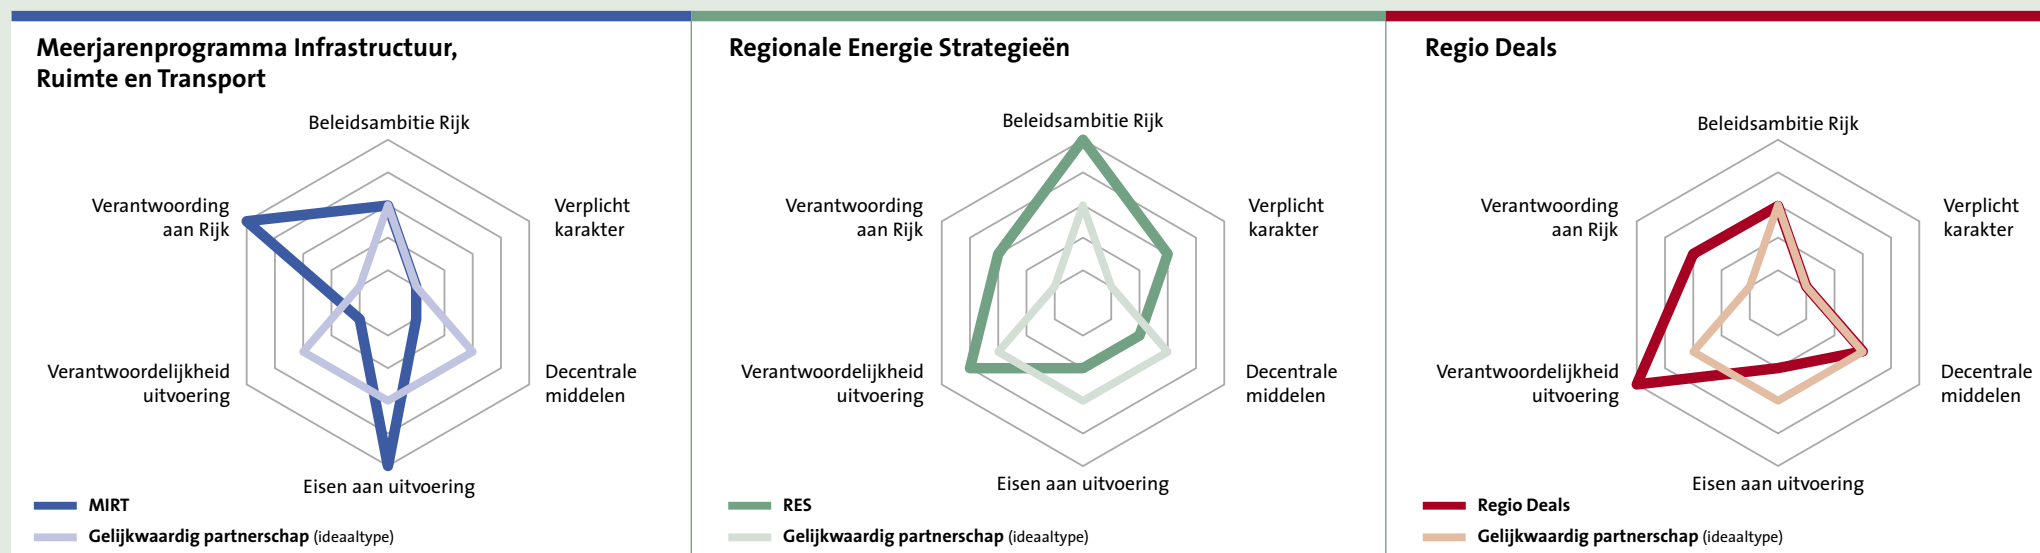 Meerjarenprogramma Infrastructuur,
Ruimte en Transport
Beleidsambitie Rijk
Verantwoording
aan Rijk
Verplicht
karakter
Verantwoordelijkheid
uitvoering
Decentrale
middelen
Eisen aan uitvoering
MIRT
Gelijkwaardig partnerschap (ideaaltype)
Regionale Energie Strategieën
Beleidsambitie Rijk
Verantwoording
aan Rijk
Verplicht
karakter
Verantwoordelijkheid
uitvoering
Decentrale
middelen
Eisen aan uitvoering
RES
Gelijkwaardig partnerschap (ideaaltype)
Regio Deals
Beleidsambitie Rijk
Verantwoording
aan Rijk
Verplicht
karakter
Verantwoordelijkheid
uitvoering
Decentrale
middelen
Eisen aan uitvoering
Regio Deals
Gelijkwaardig partnerschap (ideaaltype)